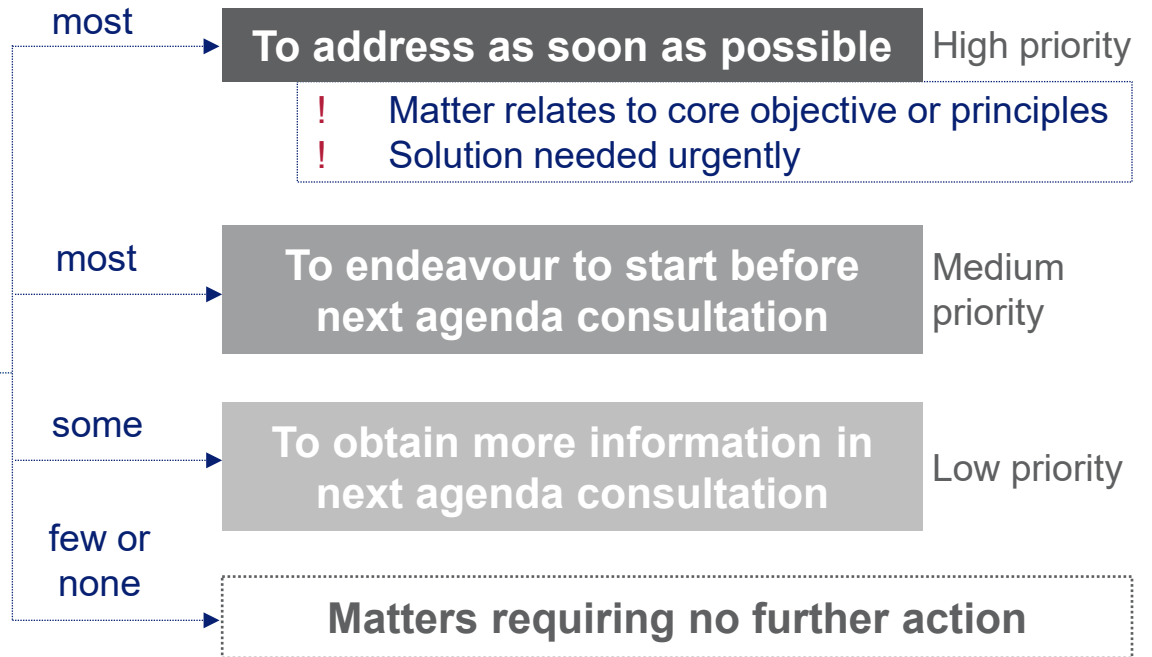 most
To address as soon as possible
High priority
! Matter relates to core objective or principles
! Solution needed urgently
most
To endeavour to start before
next agenda consultation
Medium
priority
some
To obtain more information in
next agenda consultation
Low priority
few or
none
Matters requiring no further action